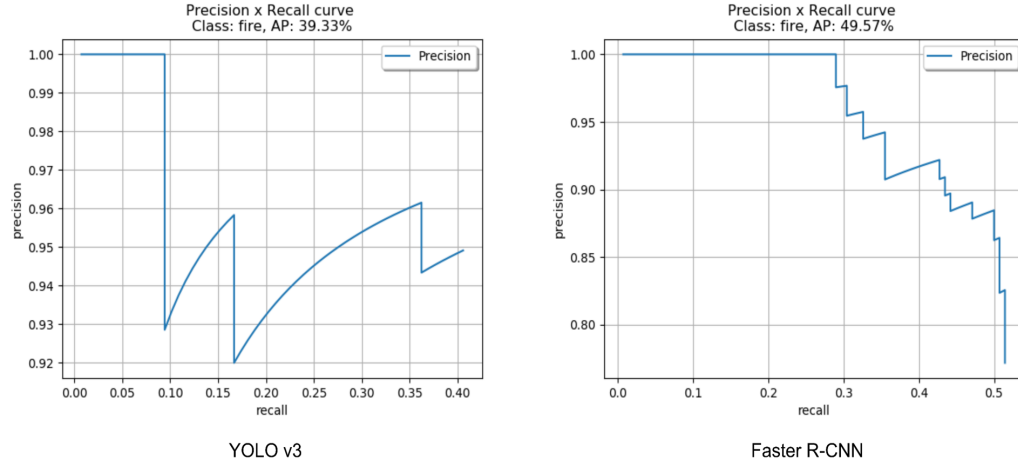 Precision x Recall curve
Class: fire, AP: 39.33%
Precision
1.00
0.99
0.98
0.97
0.96
0.95
0.94
0.93
0.92
precision
0.00 0.05 0.10 0.15 0.20 0.25 0.30 0.35 0.40
recall
YOLO v3
Precision x Recall curve
Class: fire, AP: 49.57%
Precision
1.00
0.95
0.90
0.85
0.80
precision
0.0 0.1 0.2 0.3 0.4 0.5
recall
Faster R-CNN